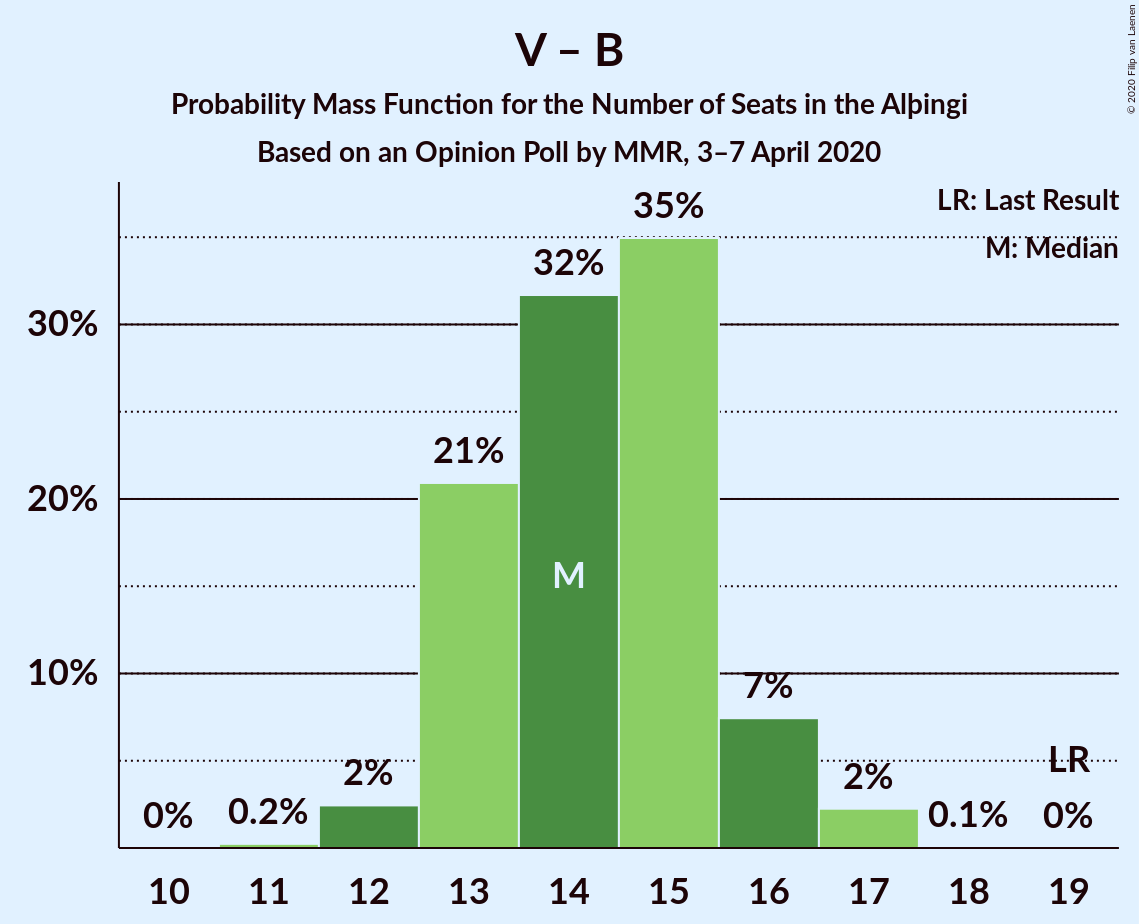 V – B
Probability Mass Function for the Number of Seats in the Alþingi
Based on an Opinion Poll by MMR, 3–7 April 2020
© 2020 Filip van Laenen
LR: Last Result
M: Median
35%
32%
30%
21%
20%
M
10%
7%
LR
2%
2%
0%
0.2%
0.1%
0%
10 11 12 13 14 15 16 17 18 19